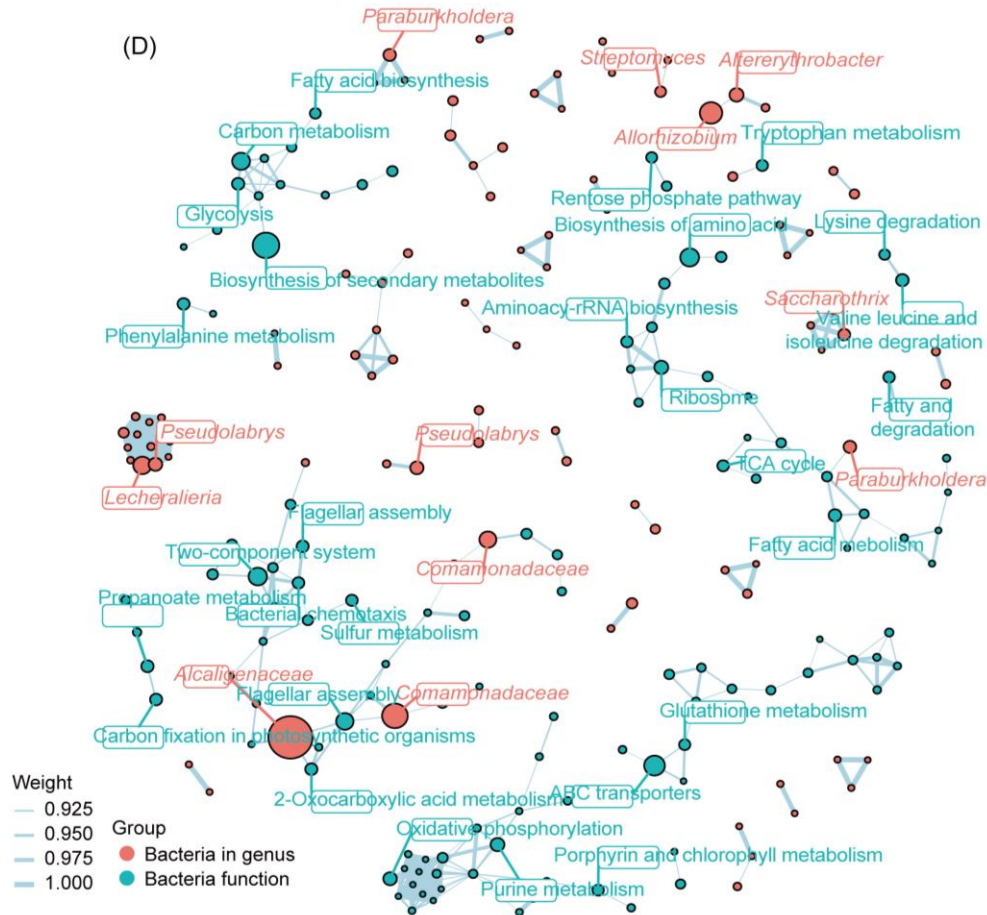 (D)
Paraburkholdera
Fatty acid biosynthesis
Streptomyces
Altererythrobacter
Carbon metabolism
Allorhizobium
Tryptophan metabolism
Glycolysis
Rentose phosphate pathway
Biosynthesis of amino acid
Lysine degradation
Biosynthesis of secondary metabolites
Aminoacy-rRNA biosynthesis
Saccharothrix
Phenylalanine metabolism
Valine leucine and
isoleucine degradation
Ribosome
Fatty and
degradation
Pseudolabrys
Pseudolabrys
TCA cycle
Lecheralieria
Paraburkholdera
Flagellar assembly
Two-component system
Fatty acid mebolism
Comamonadaceae
Propanoate metabolism
Bacterial chemotaxis
Sulfur metabolism
Alcaligenaceae
Flagellar assembly
Comamonadaceae
Glutathione metabolism
Carbon fixation in photosynthetic organisms
2-Oxocarboxylic acid metabolism
ABC transporters
Oxidative phosphorylation
Porphyrin and chlorophyll metabolism
Purine metabolism
Weight
0.925
0.950
0.975
1.000
Group
Bacteria in genus
Bacteria function